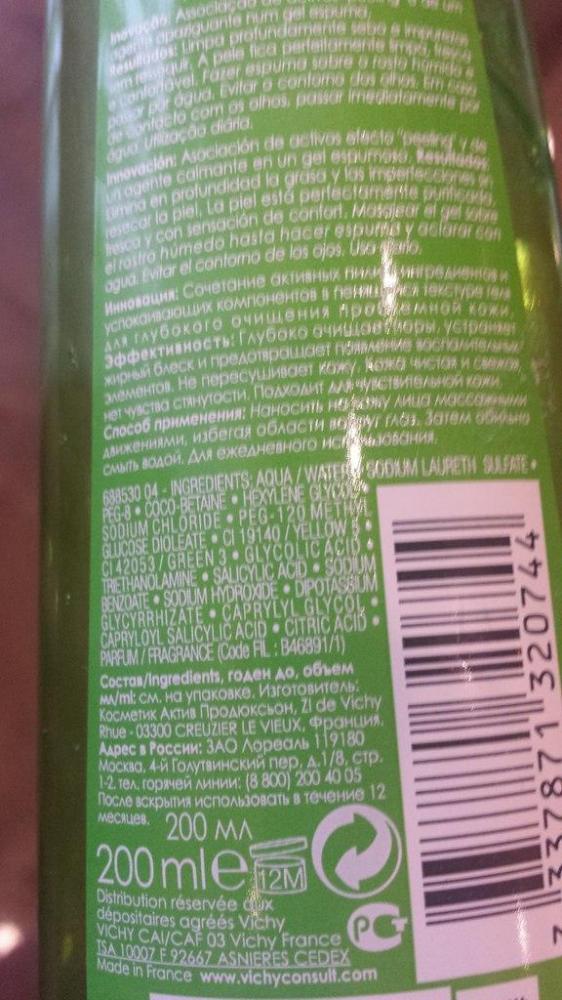 Inovação: Associação de
agente apaziguante num gel espuma.
Resultados: Limpa profundamente sebo e impurezas
sem ressequir. A pele fica perfeitamente limpa, fresca
e confortável. Fazer espuma sobre o rosto húmido e
passar por água. Evitar o contorno dos olhos. Em caso
de contacto com os olhos, passar imediatamente por
água. Utilização diária.
Innovación: Asociación de activos efecto "peeling" y de
un agente calmante en un gel espumoso. Resultados:
Elimina en profundidad la grasa y las imperfecciones sin
resecar la piel. La piel está perfectamente purificada,
fresca y con sensación de confort. Masajear el gel sobre
el rostro húmedo hasta hacer espuma y aclarar con
agua. Evitar el contorno de los ojos. Uso diario.
Инновация: Сочетание активных ингредиентов и
успокаивающих компонентов в текстуре геля
для глубокого очищения проблемной кожи.
Эффективность: Глубоко очищает поры, устраняет
жирный блеск и предотвращает появление воспалительных
элементов. Не пересушивает кожу. Кожа чистая и свежая,
нет чувства стянутости. Подходит для чувствительной кожи.
Способ применения: Наносить на кожу лица массажными
движениями, избегая области вокруг глаз. Затем обильно
смыть водой. Для ежедневного использования.
688530 04 - INGREDIENTS: AQUA / WATER • SODIUM LAURETH SULFATE •
PEG-8 • COCO-BETAINE • HEXYLENE GLYCOL •
SODIUM CHLORIDE • PEG-120 METHYL
GLUCOSE DIOLEATE • CI 19140 / YELLOW 5 •
CI 42053 / GREEN 3 • GLYCOLIC ACID •
TRIETHANOLAMINE • SALICYLIC ACID • SODIUM
BENZOATE • SODIUM HYDROXIDE • DIPOTASSIUM
GLYCYRRHIZATE • CAPRYLYL GLYCOL •
CAPRYLOYL SALICYLIC ACID • CITRIC ACID •
PARFUM / FRAGRANCE (Code FIL : B46891/1)
Состав/Ingredients, годен до, объем
мл/ml: см. на упаковке. Изготовитель:
Косметик Актив Продюксьон, ZI de Vichy
Rhue - 03300 CREUZIER LE VIEUX, Франция.
Адрес в России: ЗАО Лореаль 119180
Москва, 4-й Голутвинский пер, д.1/8, стр.
1-2. тел. горячей линии: (8 800) 200 40 05
После вскрытия использовать в течение 12
месяцев.
200 мл
200 ml e
12M
Distribution réservée aux
dépositaires agréés Vichy
VICHY CAI/CAF 03 Vichy France
TSA 10007 F 92667 ASNIERES CEDEX
Made in France www.vichyconsult.com
РСТ
3 337871 320744